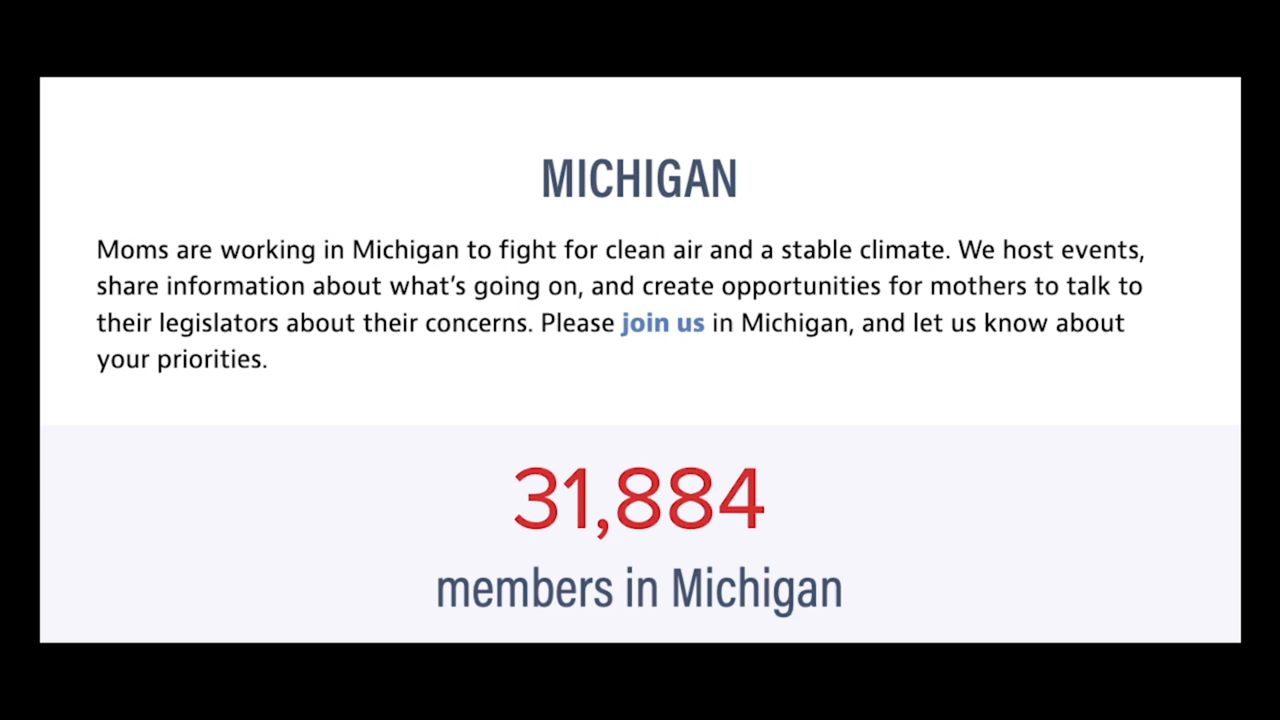 MICHIGAN
Moms are working in Michigan to fight for clean air and a stable climate. We host events,
share information about what’s going on, and create opportunities for mothers to talk to
their legislators about their concerns. Please join us in Michigan, and let us know about
your priorities.
31,884
members in Michigan